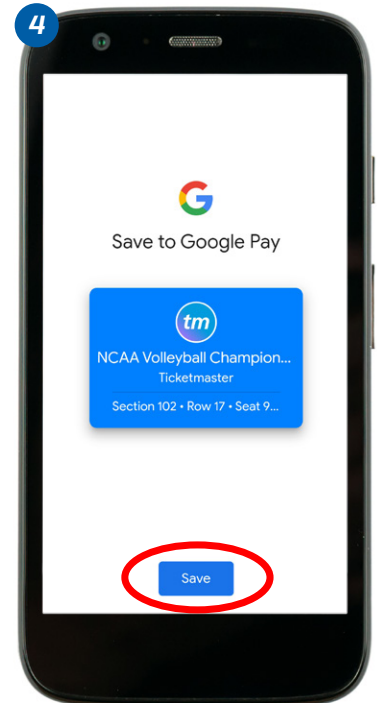 4
G
Save to Google Pay
tm
NCAA Volleyball Champion...
Ticketmaster
Section 102 • Row 17 • Seat 9...
Save